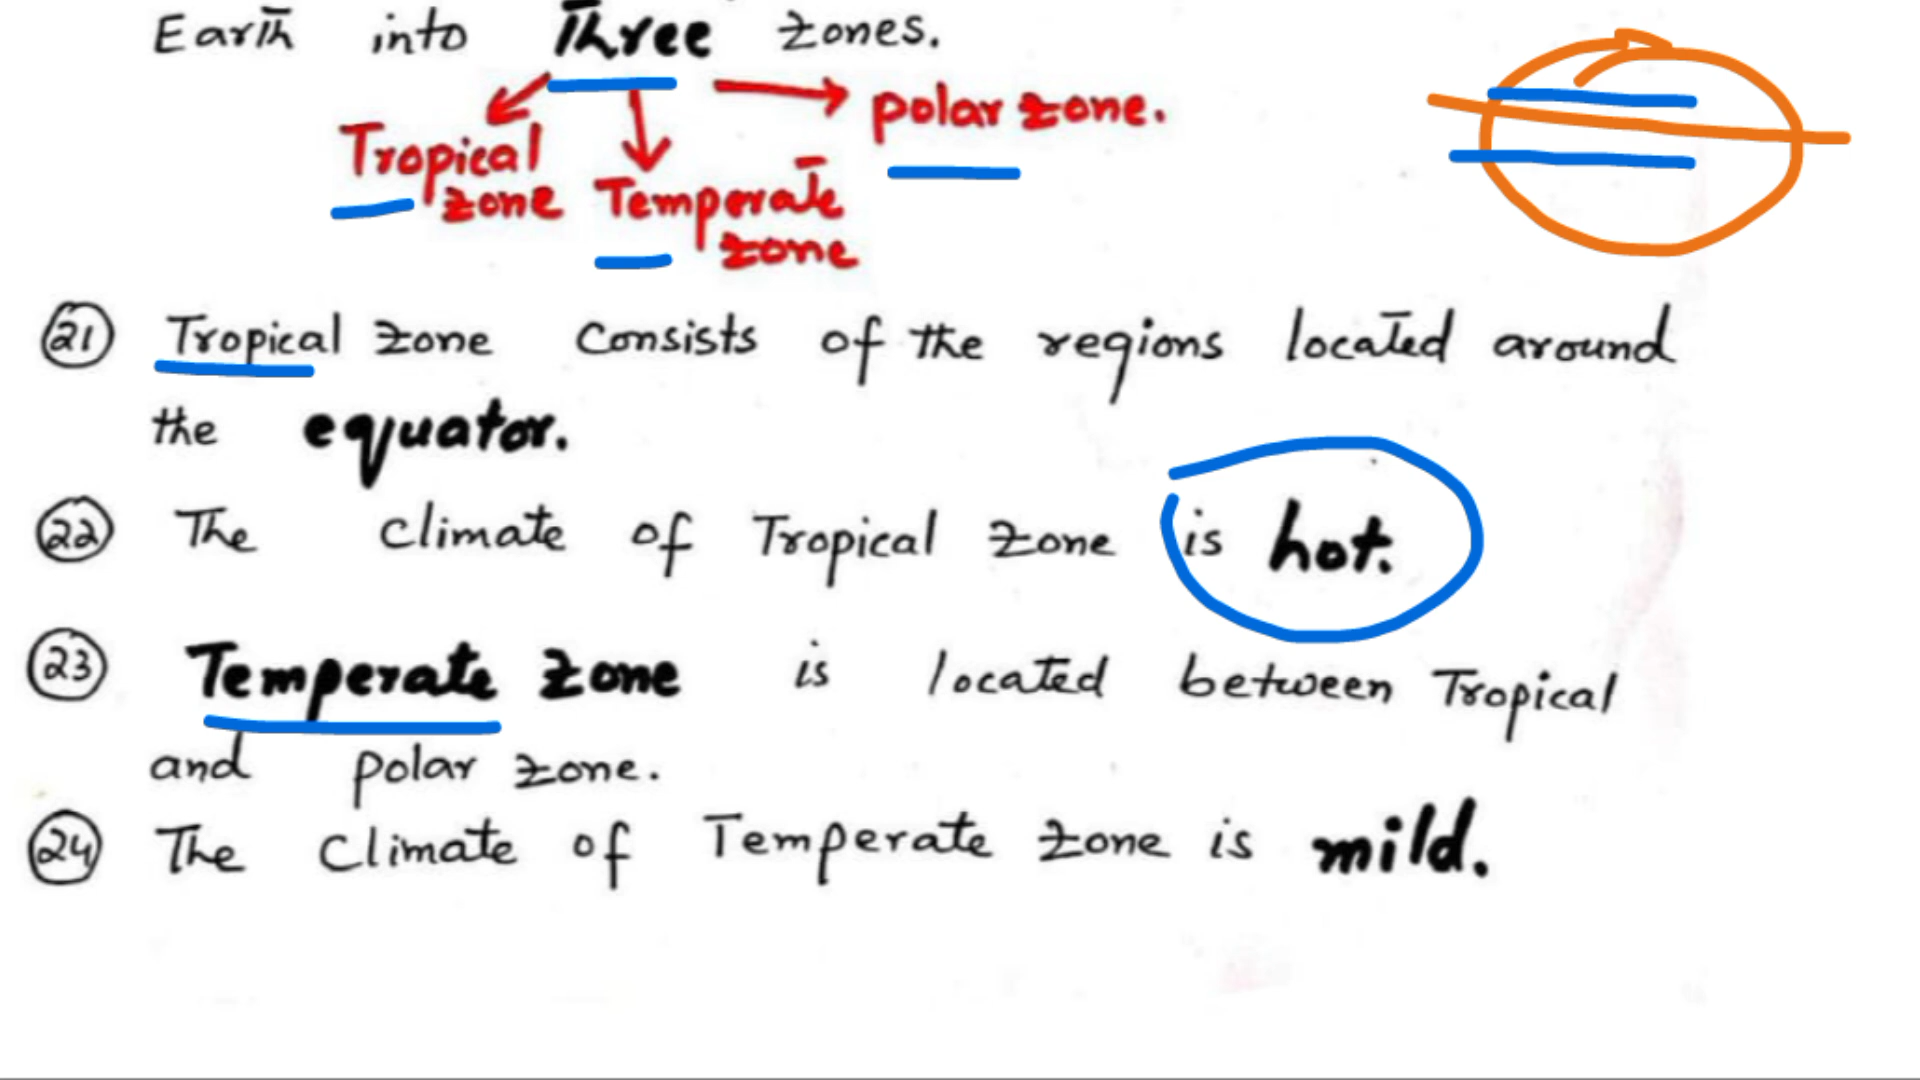 Earth into Three zones.
Tropical zone
Temperate zone
polar zone.
(21) Tropical zone consists of the regions located around
the equator.
(22) The climate of Tropical zone is hot.
(23) Temperate zone is located between Tropical
and polar zone.
(24) The climate of Temperate zone is mild.